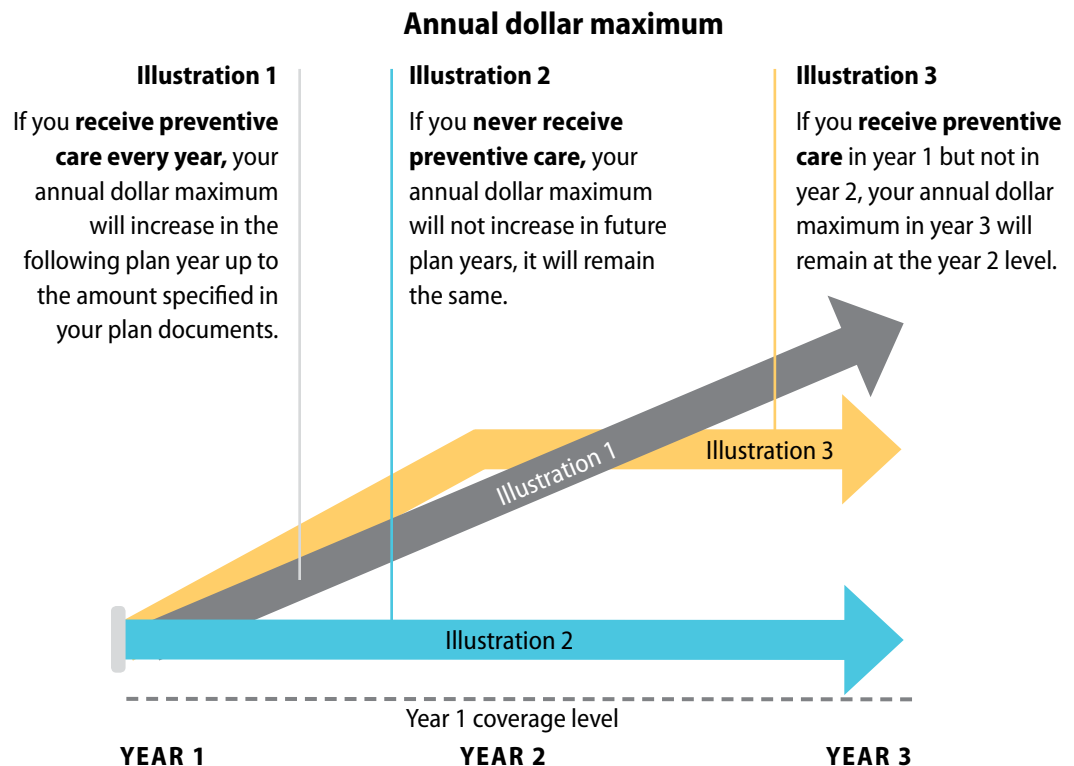 Annual dollar maximum
Illustration 1
If you receive preventive
care every year, your
annual dollar maximum
will increase in the
following plan year up to
the amount specified in
your plan documents.
Illustration 2
If you never receive
preventive care, your
annual dollar maximum
will not increase in future
plan years, it will remain
the same.
Illustration 3
If you receive preventive
care in year 1 but not in
year 2, your annual dollar
maximum in year 3 will
remain at the year 2 level.
Illustration 1
Illustration 3
Illustration 2
Year 1 coverage level
YEAR 1
YEAR 2
YEAR 3